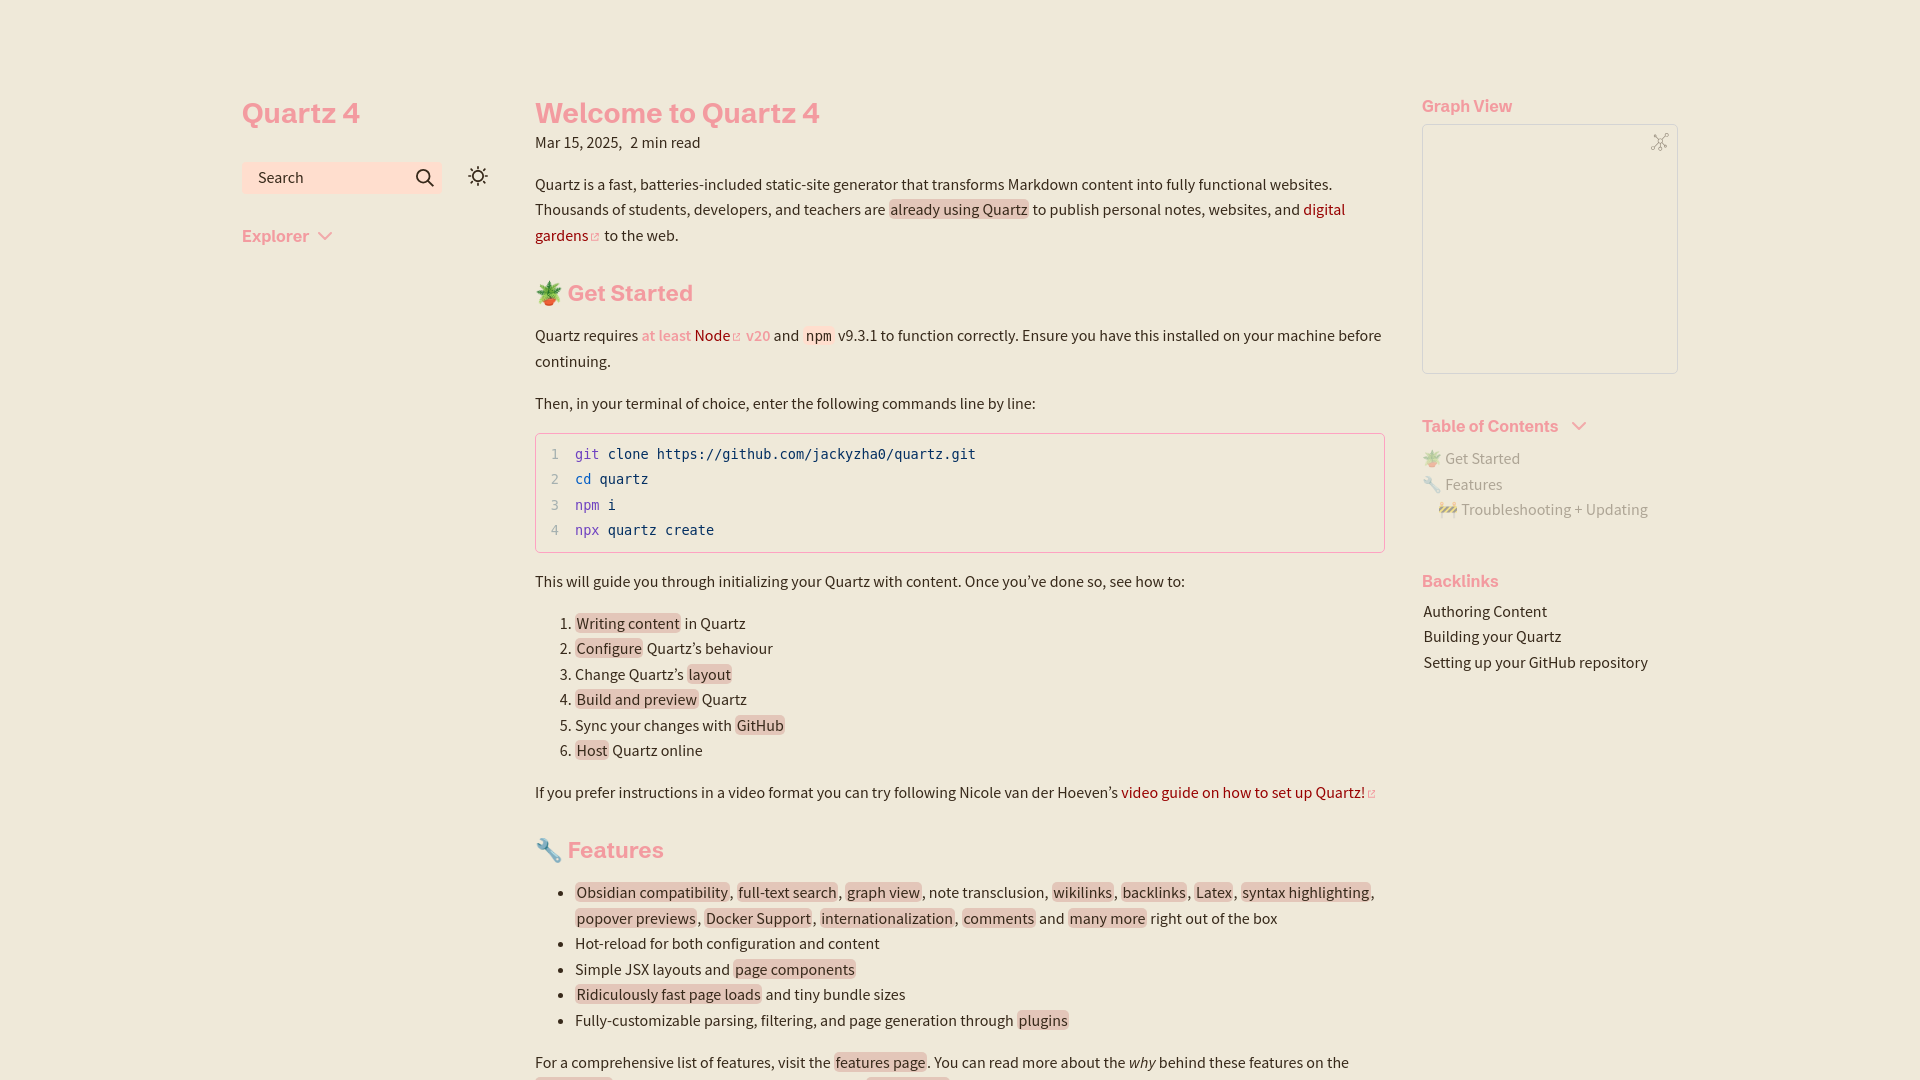 Quartz 4
Search
Explorer
Welcome to Quartz 4
Mar 15, 2025, 2 min read
Quartz is a fast, batteries-included static-site generator that transforms Markdown content into fully functional websites.
Thousands of students, developers, and teachers are already using Quartz to publish personal notes, websites, and digital
gardens to the web.
🪴 Get Started
Quartz requires at least Node v20 and npm v9.3.1 to function correctly. Ensure you have this installed on your machine before
continuing.
Then, in your terminal of choice, enter the following commands line by line:
1 git clone https://github.com/jackyzha0/quartz.git
2 cd quartz
3 npm i
4 npx quartz create
This will guide you through initializing your Quartz with content. Once you’ve done so, see how to:
1. Writing content in Quartz
2. Configure Quartz’s behaviour
3. Change Quartz’s layout
4. Build and preview Quartz
5. Sync your changes with GitHub
6. Host Quartz online
If you prefer instructions in a video format you can try following Nicole van der Hoeven’s video guide on how to set up Quartz!
🔧 Features
• Obsidian compatibility, full-text search, graph view, note transclusion, wikilinks, backlinks, Latex, syntax highlighting,
popover previews, Docker Support, internationalization, comments and many more right out of the box
• Hot-reload for both configuration and content
• Simple JSX layouts and page components
• Ridiculously fast page loads and tiny bundle sizes
• Fully-customizable parsing, filtering, and page generation through plugins
For a comprehensive list of features, visit the features page. You can read more about the why behind these features on the
Graph View
Table of Contents
🪴 Get Started
🔧 Features
🚧 Troubleshooting + Updating
Backlinks
Authoring Content
Building your Quartz
Setting up your GitHub repository